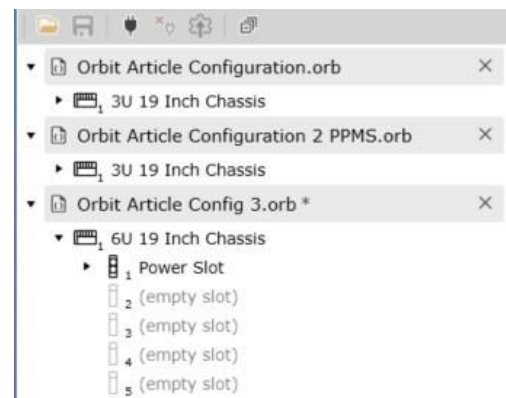 Orbit Article Configuration.orb
1 3U 19 Inch Chassis
Orbit Article Configuration 2 PPMS.orb
1 3U 19 Inch Chassis
Orbit Article Config 3.orb *
1 6U 19 Inch Chassis
1 Power Slot
2 (empty slot)
3 (empty slot)
4 (empty slot)
5 (empty slot)